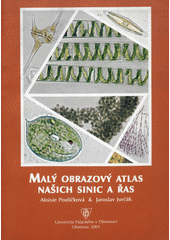 MALÝ OBRAZOVÝ ATLAS
NAŠICH SINIC A ŘAS
Aloisie Poulíčková & Jaroslav Jurčák
Univerzita Palackého v Olomouci
Olomouc 2001